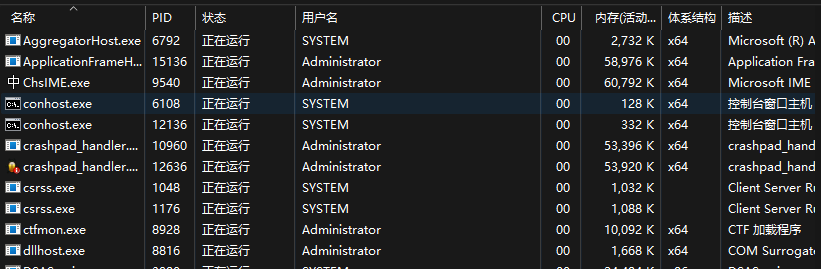 名称 PID 状态 用户名 CPU 内存(活动... 体系结构 描述
AggregatorHost.exe 6792 正在运行 SYSTEM 00 2,732 K x64 Microsoft (R) A
ApplicationFrameH... 15136 正在运行 Administrator 00 58,976 K x64 Application Fra
中 ChsIME.exe 9540 正在运行 Administrator 00 60,792 K x64 Microsoft IME
conhost.exe 6108 正在运行 SYSTEM 00 128 K x64 控制台窗口主机
conhost.exe 12136 正在运行 SYSTEM 00 332 K x64 控制台窗口主机
crashpad_handler.... 10960 正在运行 Administrator 00 53,396 K x64 crashpad_hand
crashpad_handler.... 12636 正在运行 Administrator 00 53,920 K x64 crashpad_hand
csrss.exe 1048 正在运行 SYSTEM 00 1,032 K Client Server Ru
csrss.exe 1176 正在运行 SYSTEM 00 1,088 K Client Server Ru
ctfmon.exe 8928 正在运行 Administrator 00 10,092 K x64 CTF 加载程序
dllhost.exe 8816 正在运行 Administrator 00 1,668 K x64 COM Surrogat